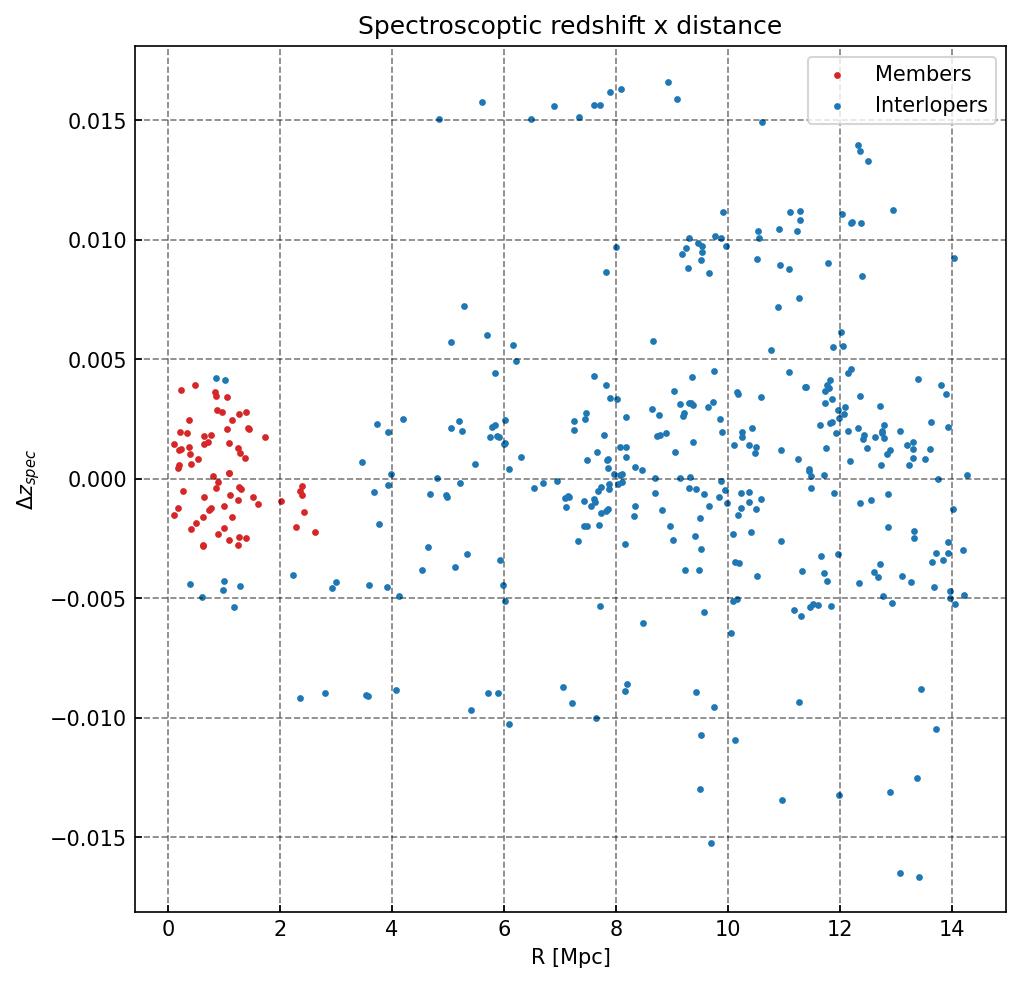 Spectroscoptic redshift x distance
Members
Interlopers
0.015
0.010
0.005
0.000
−0.005
−0.010
−0.015
Δz_spec
0 2 4 6 8 10 12 14
R [Mpc]